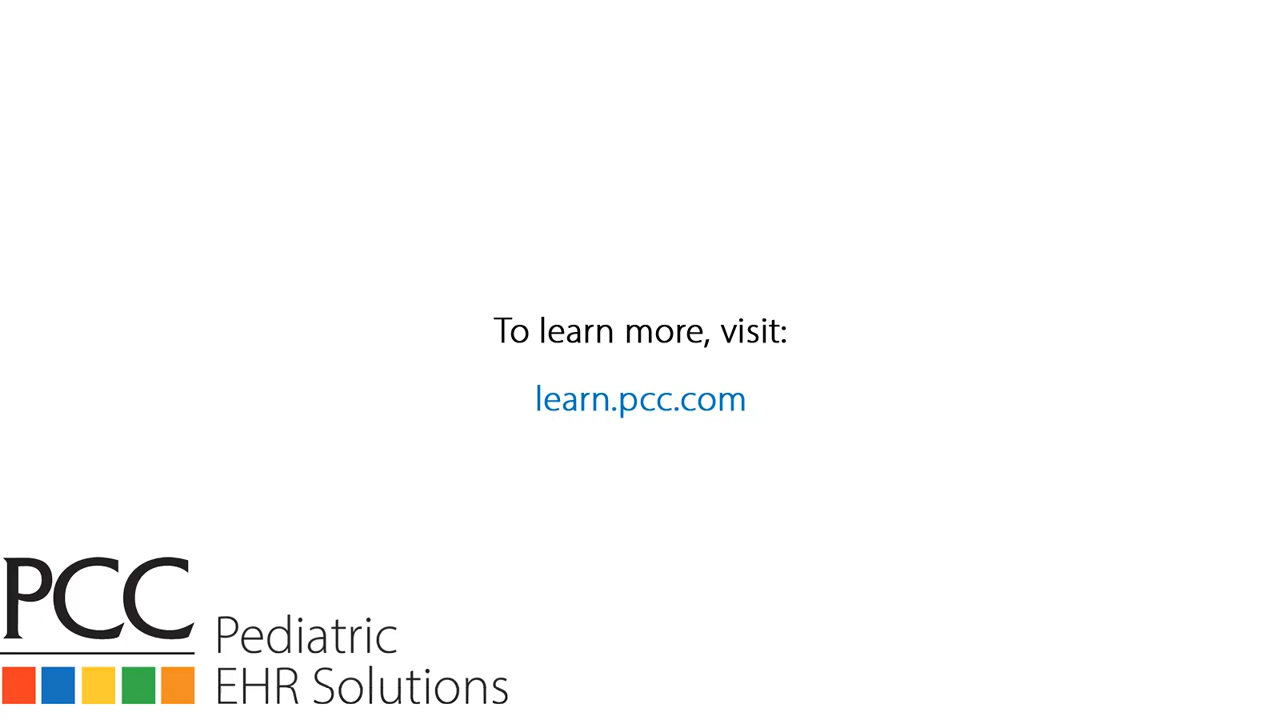 To learn more, visit:
learn.pcc.com
PCC
Pediatric
EHR Solutions